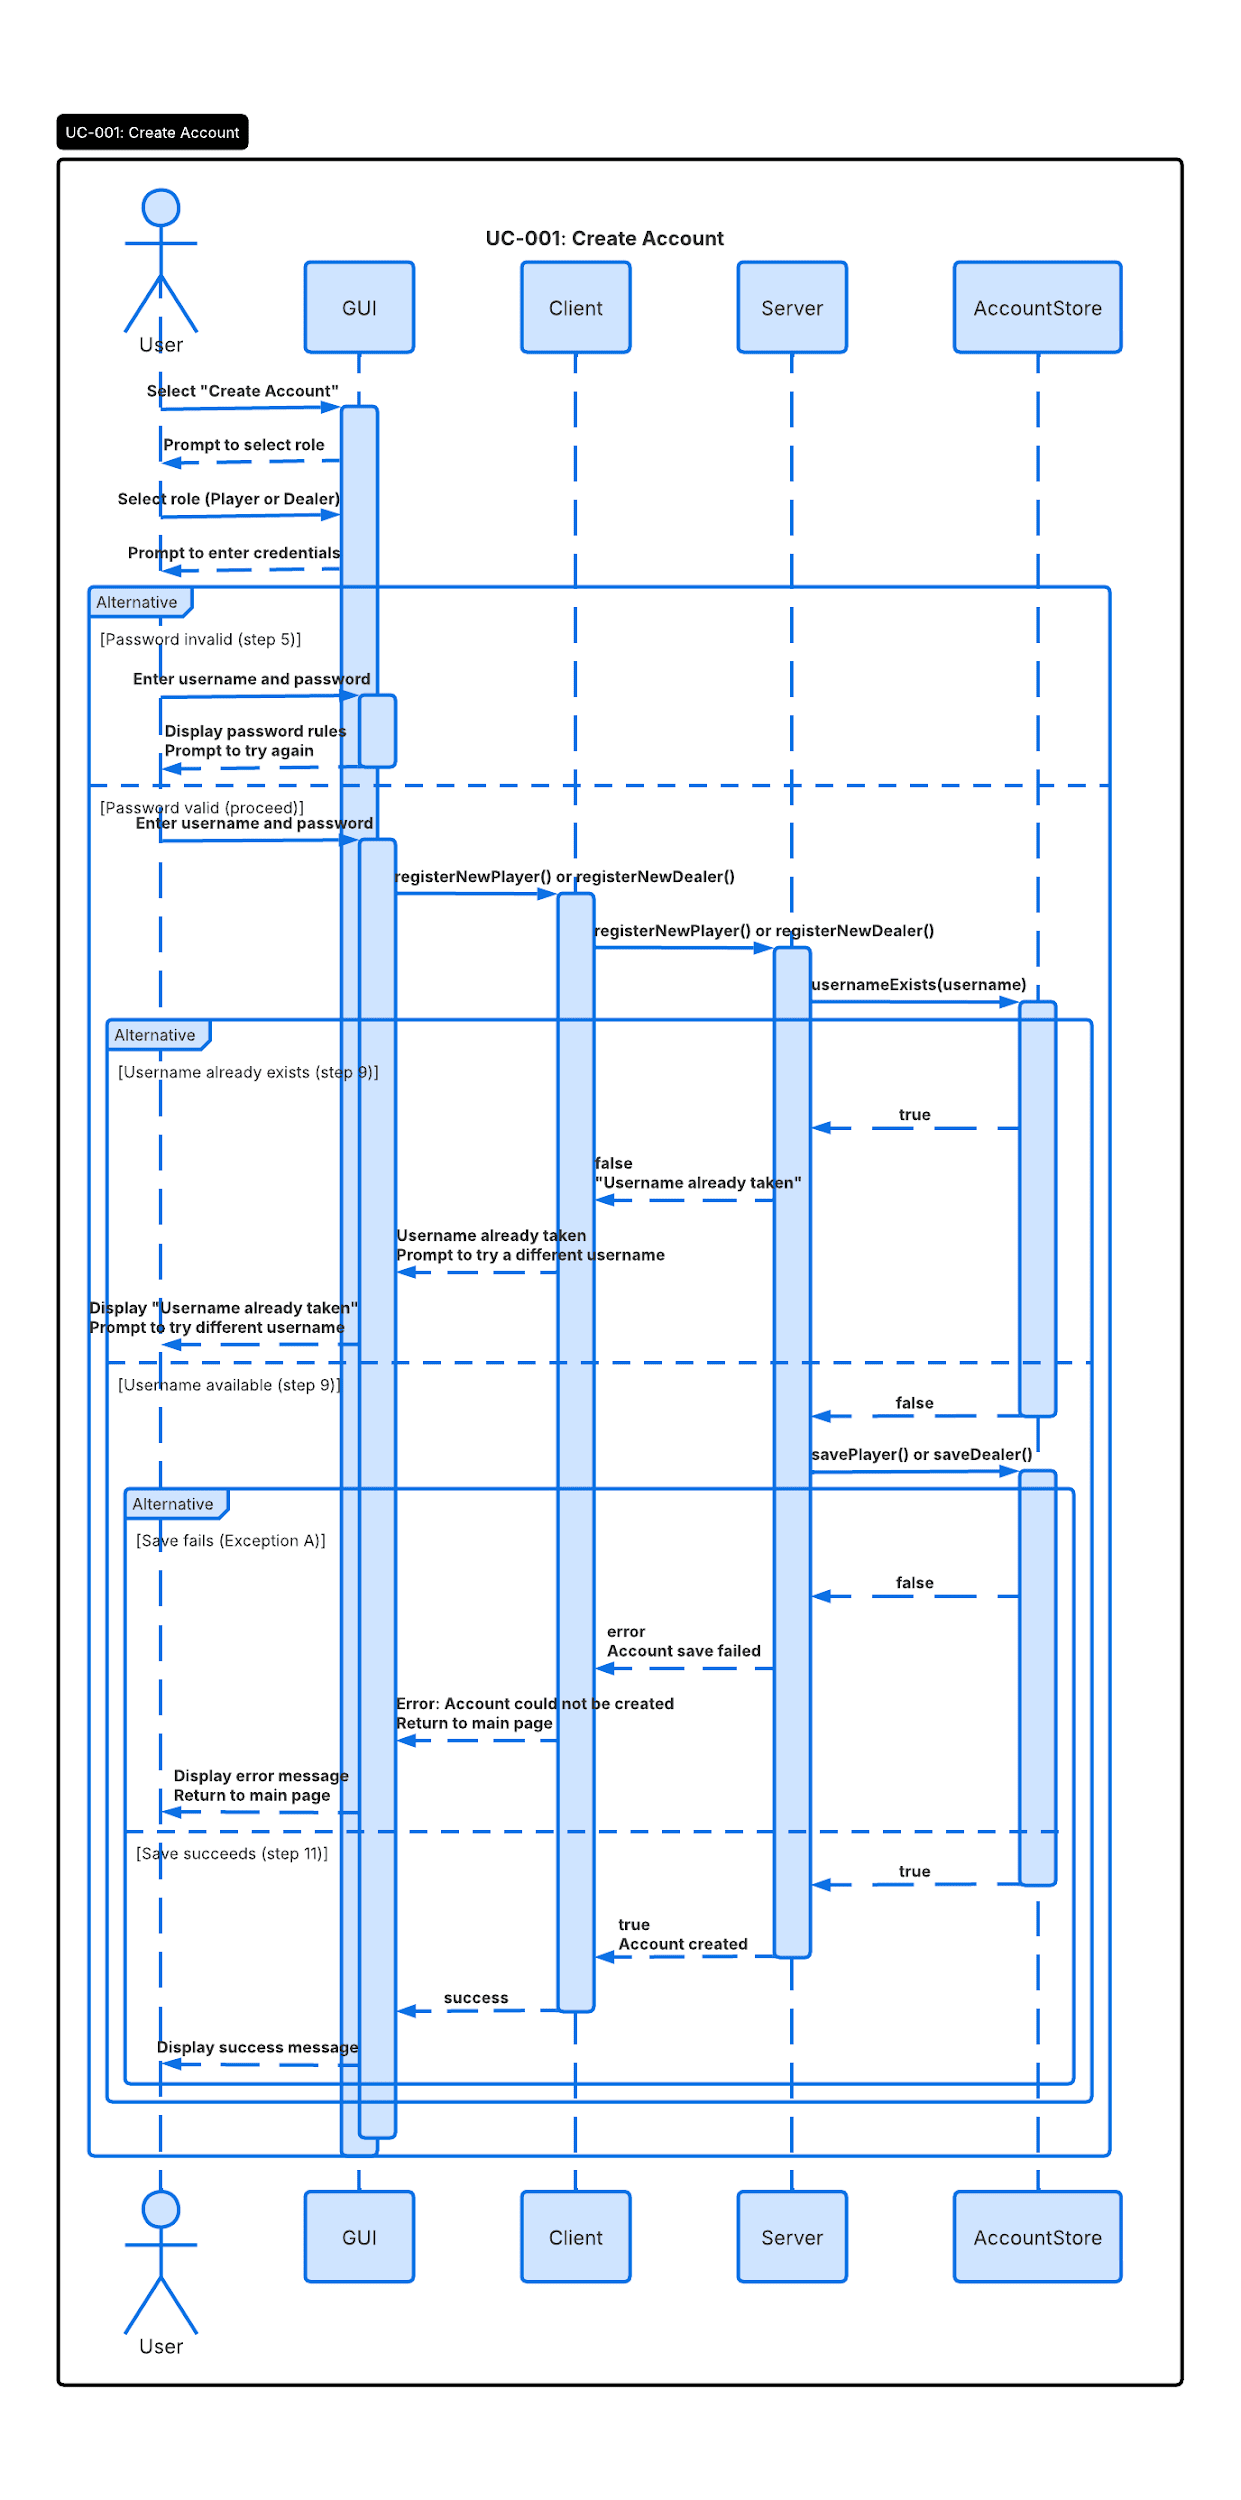 UC-001: Create Account
UC-001: Create Account
User
GUI
Client
Server
AccountStore
Select "Create Account"
Prompt to select role
Select role (Player or Dealer)
Prompt to enter credentials
Alternative
[Password invalid (step 5)]
Enter username and password
Display password rules
Prompt to try again
[Password valid (proceed)]
Enter username and password
registerNewPlayer() or registerNewDealer()
registerNewPlayer() or registerNewDealer()
usernameExists(username)
Alternative
[Username already exists (step 9)]
true
false
"Username already taken"
Username already taken
Prompt to try a different username
Display "Username already taken"
Prompt to try different username
[Username available (step 9)]
false
savePlayer() or saveDealer()
Alternative
[Save fails (Exception A)]
false
error
Account save failed
Error: Account could not be created
Return to main page
Display error message
Return to main page
[Save succeeds (step 11)]
true
true
Account created
success
Display success message
GUI
Client
Server
AccountStore
User